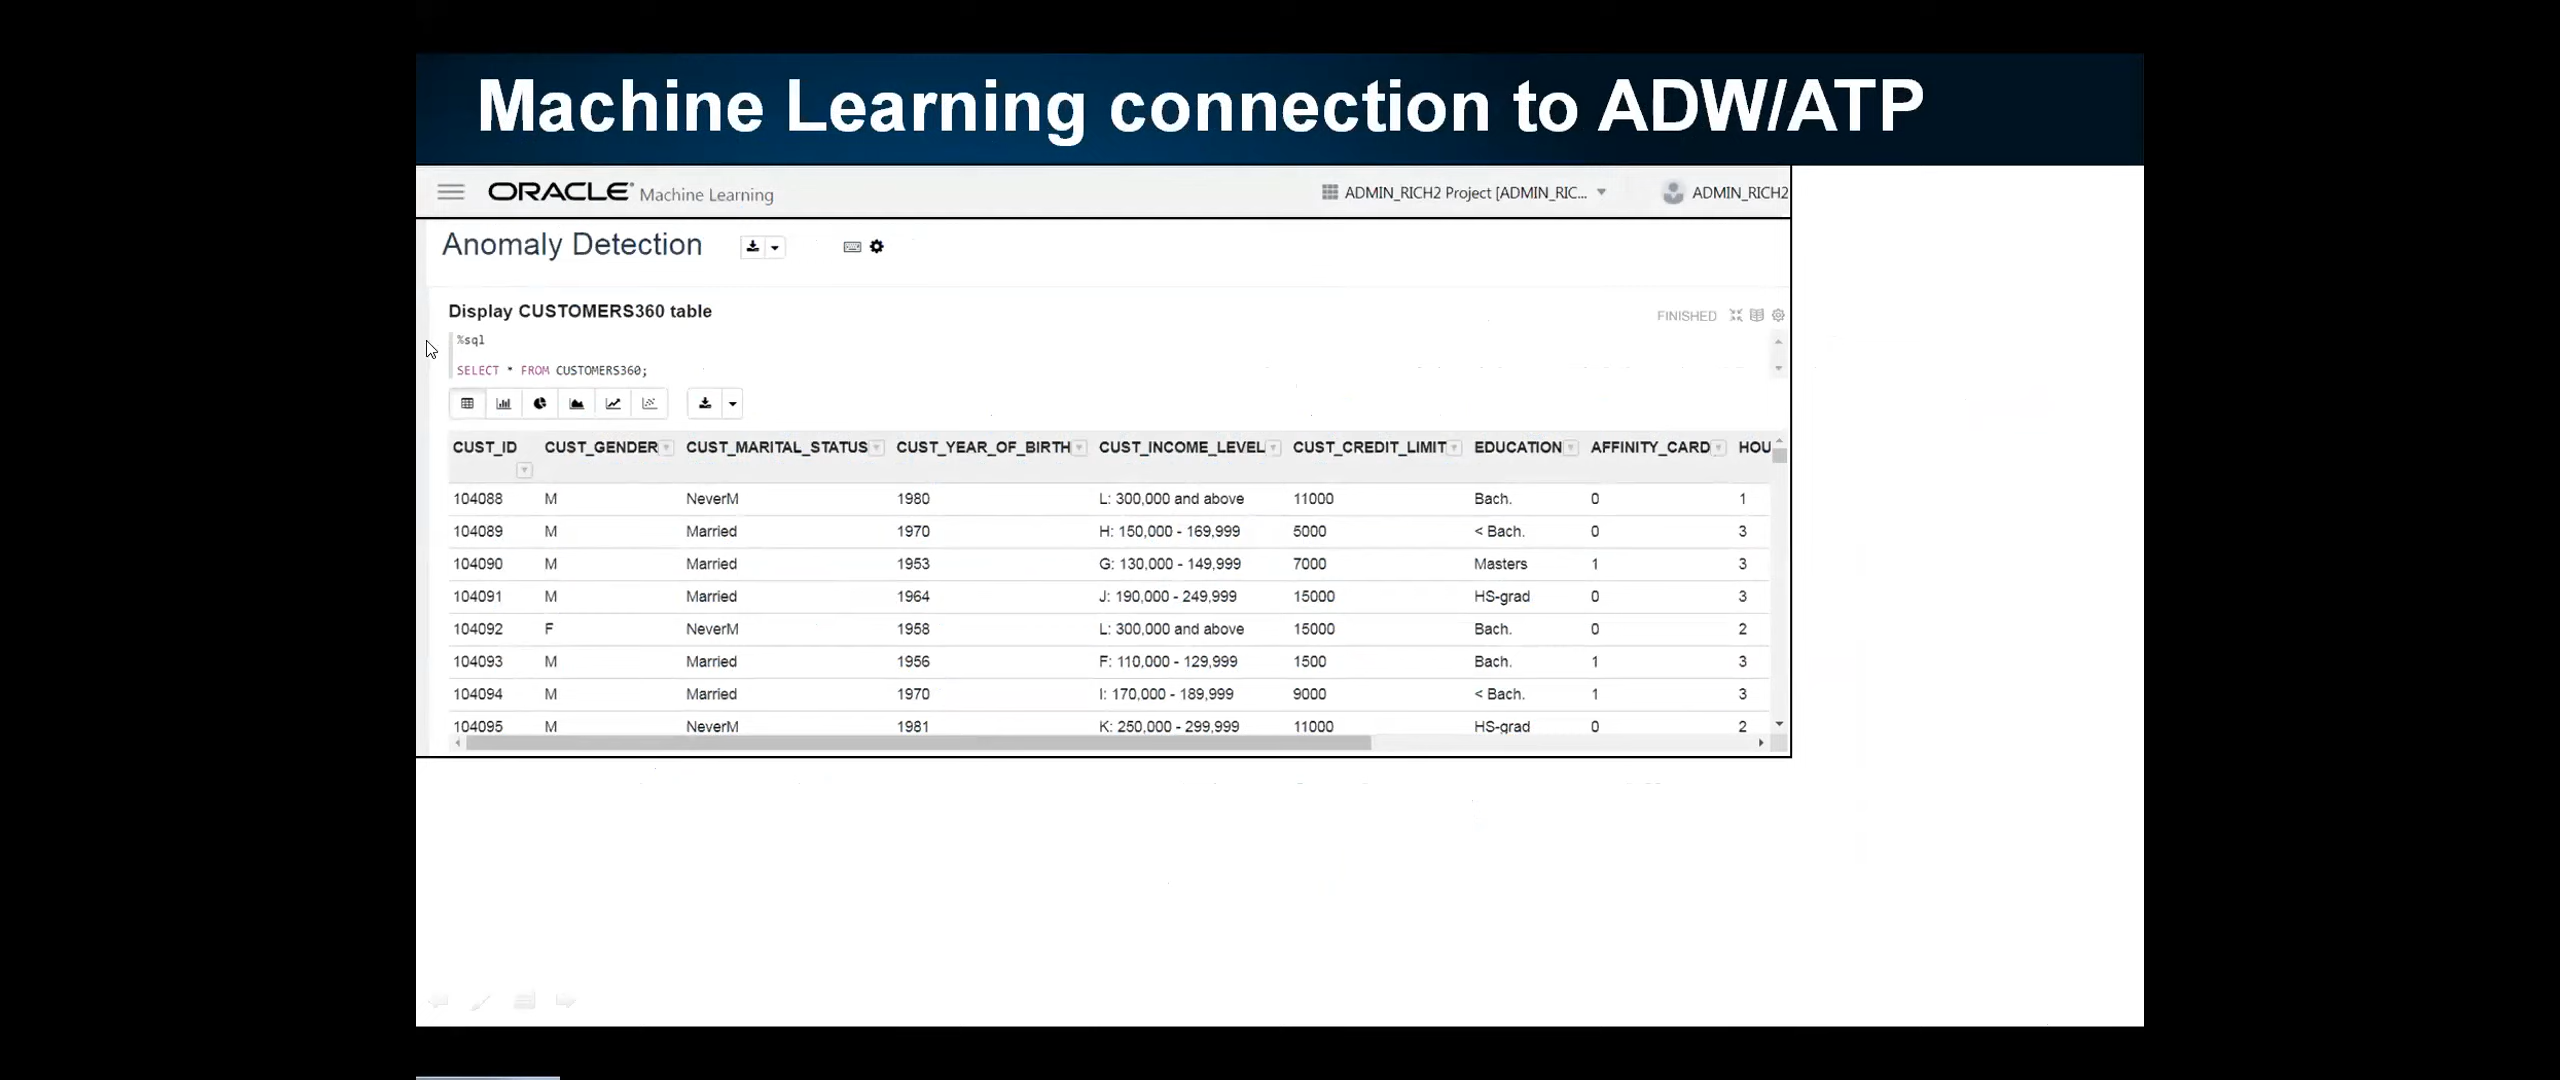 Machine Learning connection to ADW/ATP
ORACLE Machine Learning ADMIN_RICH2 Project [ADMIN_RIC... ADMIN_RICH2
Anomaly Detection
Display CUSTOMERS360 table
FINISHED
%sql
SELECT * FROM CUSTOMERS360;
CUST_ID CUST_GENDER CUST_MARITAL_STATUS CUST_YEAR_OF_BIRTH CUST_INCOME_LEVEL CUST_CREDIT_LIMIT EDUCATION AFFINITY_CARD HOU
104088 M NeverM 1980 L: 300,000 and above 11000 Bach. 0 1
104089 M Married 1970 H: 150,000 - 169,999 5000 < Bach. 0 3
104090 M Married 1953 G: 130,000 - 149,999 7000 Masters 1 3
104091 M Married 1964 J: 190,000 - 249,999 15000 HS-grad 0 3
104092 F NeverM 1958 L: 300,000 and above 15000 Bach. 0 2
104093 M Married 1956 F: 110,000 - 129,999 1500 Bach. 1 3
104094 M Married 1970 I: 170,000 - 189,999 9000 < Bach. 1 3
104095 M NeverM 1981 K: 250,000 - 299,999 11000 HS-grad 0 2